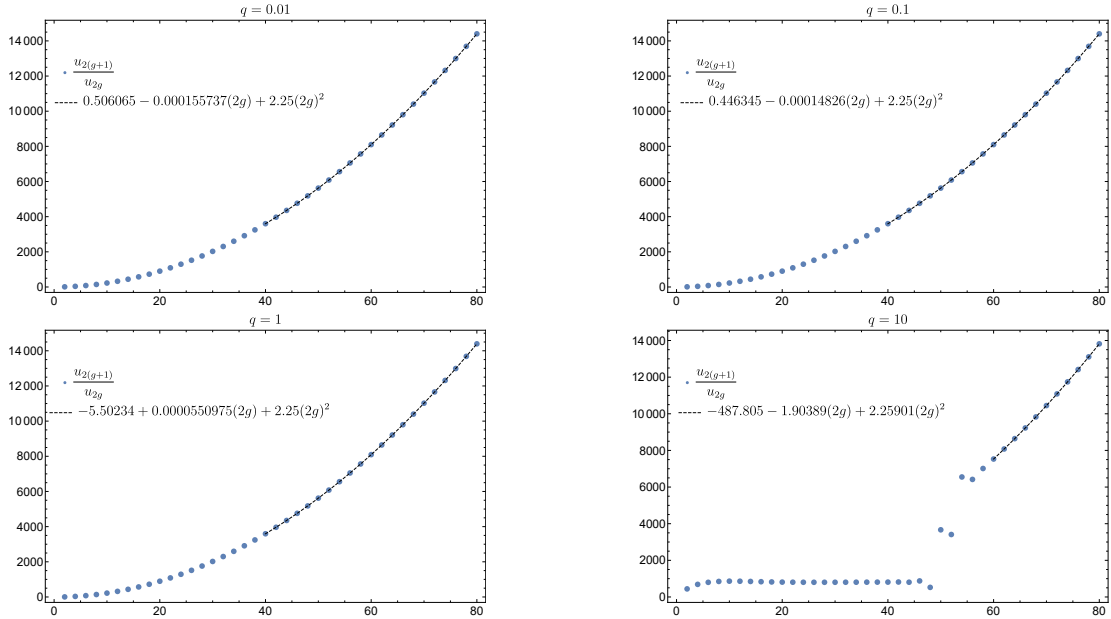 q = 0.01
14000
12000
10000
8000
6000
4000
2000
0
u_{2(g+1)}
u_{2g}
0.506065 − 0.000155737(2g) + 2.25(2g)²
0 20 40 60 80
q = 0.1
14000
12000
10000
8000
6000
4000
2000
0
u_{2(g+1)}
u_{2g}
0.446345 − 0.00014826(2g) + 2.25(2g)²
0 20 40 60 80
q = 1
14000
12000
10000
8000
6000
4000
2000
0
u_{2(g+1)}
u_{2g}
−5.50234 + 0.0000550975(2g) + 2.25(2g)²
0 20 40 60 80
q = 10
14000
12000
10000
8000
6000
4000
2000
0
u_{2(g+1)}
u_{2g}
−487.805 − 1.90389(2g) + 2.25901(2g)²
0 20 40 60 80